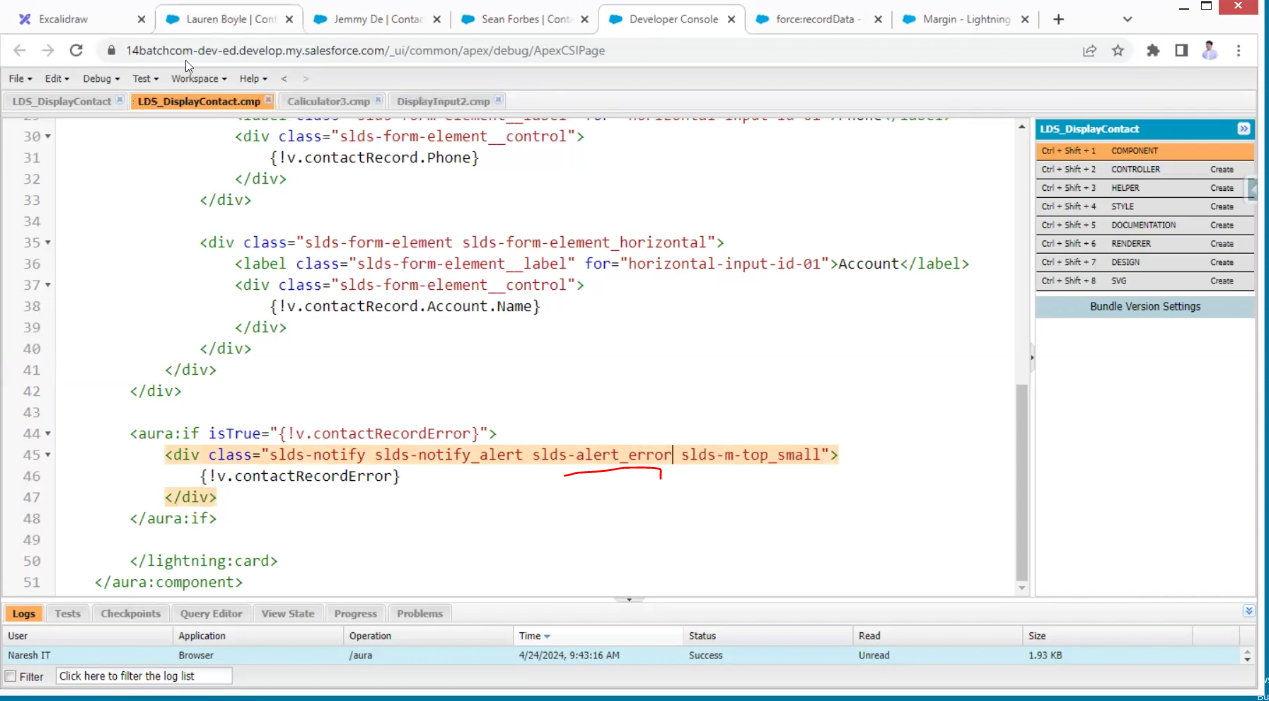 Excalidraw
Lauren Boyle | Cont
Jemmy De | Contac
Sean Forbes | Conta
Developer Console
force:recordData -
Margin - Lightning
14batchcom-dev-ed.develop.my.salesforce.com/_ui/common/apex/debug/ApexCSIPage
File Edit Debug Test Workspace Help < >
LDS_DisplayContact LDS_DisplayContact.cmp Caliculator3.cmp DisplayInput2.cmp
30 <div class="slds-form-element__control">
31 {!v.contactRecord.Phone}
32 </div>
33 </div>
34
35 <div class="slds-form-element slds-form-element_horizontal">
36 <label class="slds-form-element__label" for="horizontal-input-id-01">Account</label>
37 <div class="slds-form-element__control">
38 {!v.contactRecord.Account.Name}
39 </div>
40 </div>
41 </div>
42 </div>
43
44 <aura:if isTrue="{!v.contactRecordError}">
45 <div class="slds-notify slds-notify_alert slds-alert_error slds-m-top_small">
46 {!v.contactRecordError}
47 </div>
48 </aura:if>
49
50 </lightning:card>
51 </aura:component>
LDS_DisplayContact
Ctrl + Shift + 1 COMPONENT
Ctrl + Shift + 2 CONTROLLER Create
Ctrl + Shift + 3 HELPER Create
Ctrl + Shift + 4 STYLE Create
Ctrl + Shift + 5 DOCUMENTATION Create
Ctrl + Shift + 6 RENDERER Create
Ctrl + Shift + 7 DESIGN Create
Ctrl + Shift + 8 SVG Create
Bundle Version Settings
Logs Tests Checkpoints Query Editor View State Progress Problems
User Application Operation Time Status Read Size
Naresh IT Browser /aura 4/24/2024, 9:43:16 AM Success Unread 1.93 KB
Filter Click here to filter the log list